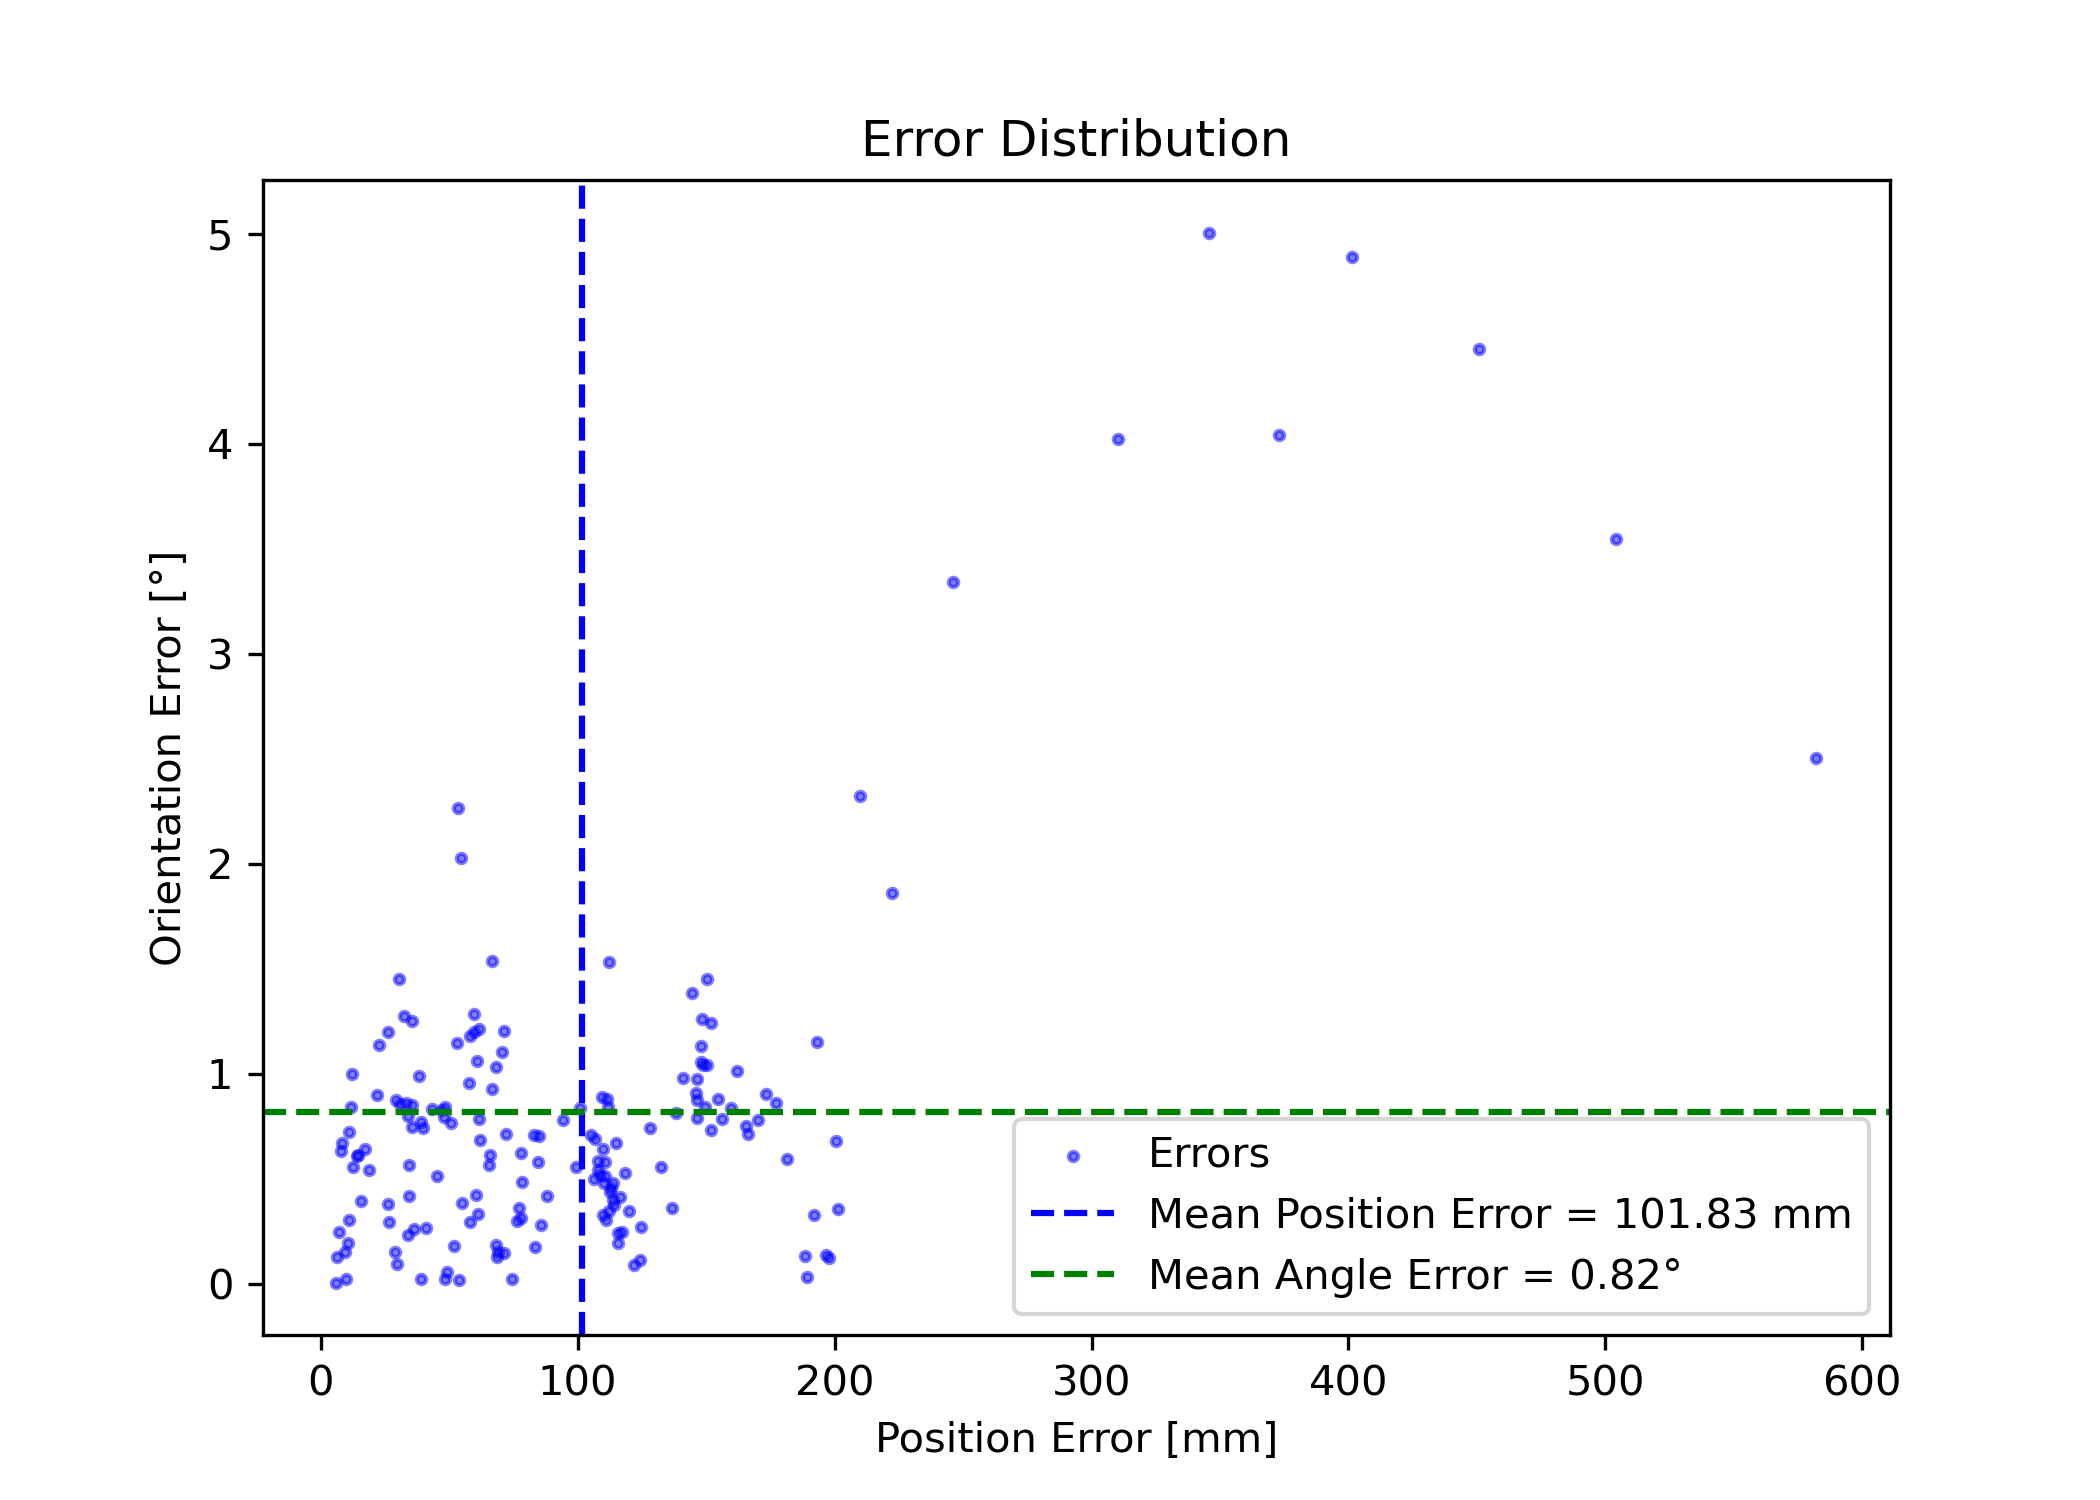 Error Distribution
Orientation Error [°]
5
4
3
2
1
0
Errors
Mean Position Error = 101.83 mm
Mean Angle Error = 0.82°
0 100 200 300 400 500 600
Position Error [mm]